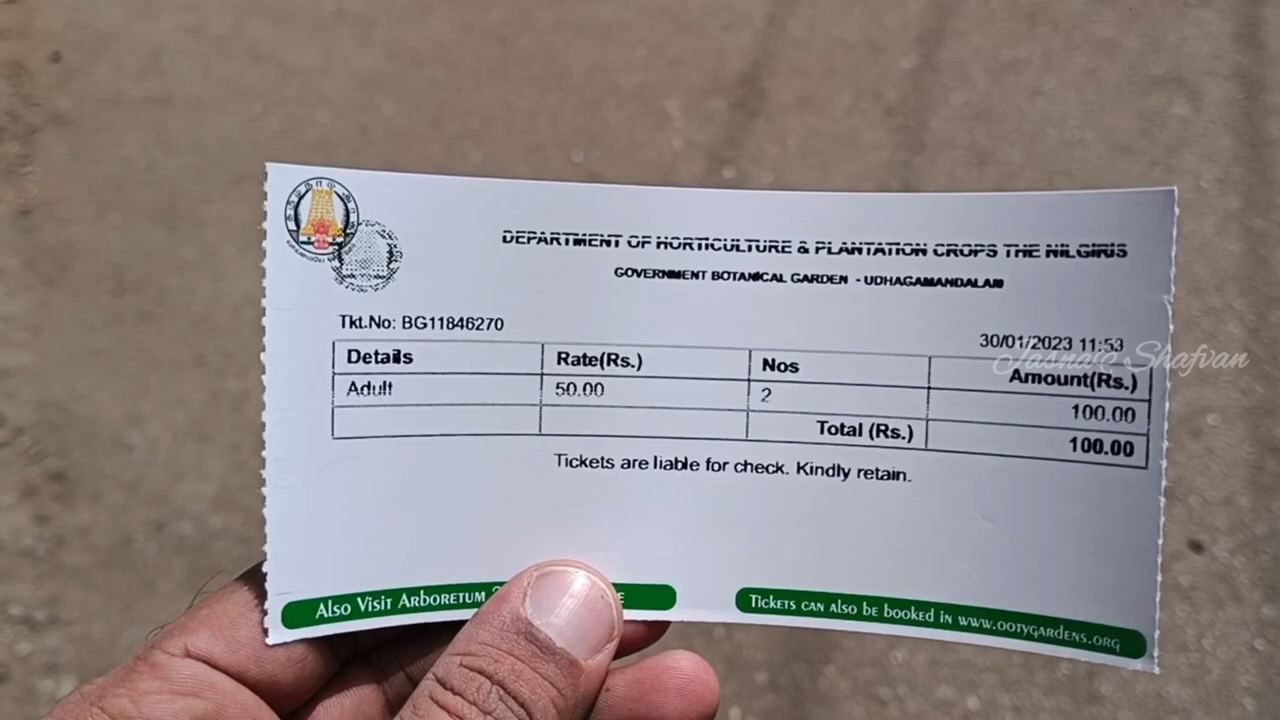 DEPARTMENT OF HORTICULTURE & PLANTATION CROPS THE NILGIRIS
GOVERNMENT BOTANICAL GARDEN - UDHAGAMANDALAM
Tkt.No: BG11846270
30/01/2023 11:53
Jasna & Shafvan
Details Rate(Rs.) Nos Amount(Rs.)
Adult 50.00 2 100.00
Total (Rs.) 100.00
Tickets are liable for check. Kindly retain.
ALSO VISIT ARBORETUM
TICKETS CAN ALSO BE BOOKED IN WWW.OOTYGARDENS.ORG